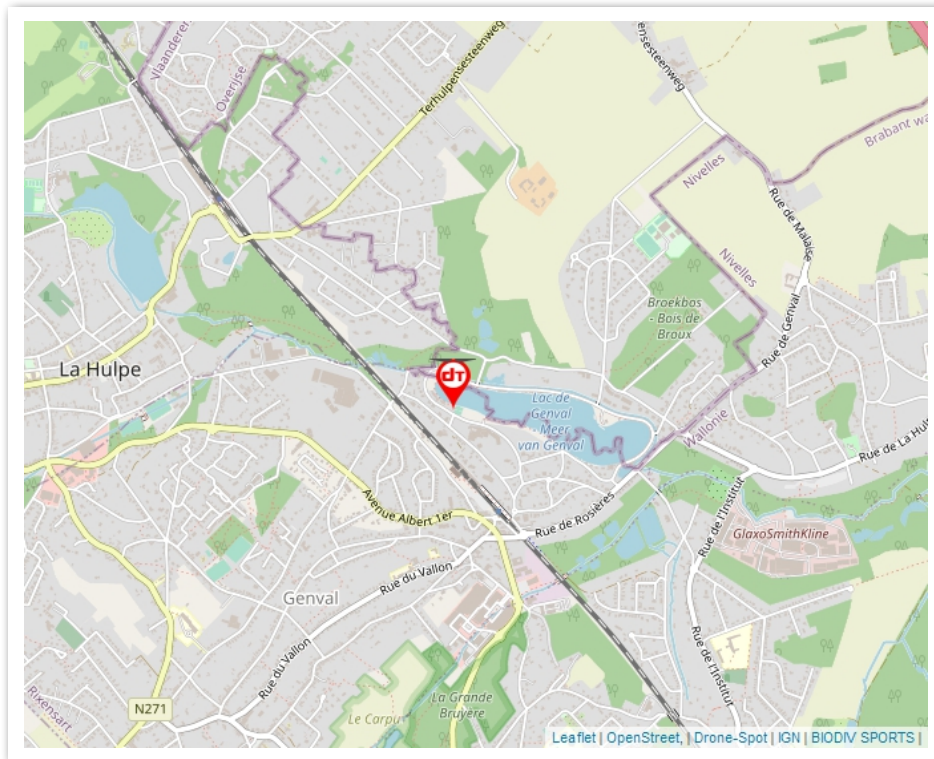 Vlaanderen
Overijse
Terhulpensesteenweg
ensesteenweg
Brabant wa
Nivelles
Rue de Malaise
Nivelles
Broekbos
- Bois de
Broux
Rue de Genval
La Hulpe
dT
Lac de
Genval -
Meer
van Genval
Wallonie
Rue de La Hul
Rue de l'Institut
Avenue Albert 1er
Rue de Rosières
GlaxoSmithKline
Rue du Vallon
Genval
Rue du Vallon
Rue de l'Institut
La Grande
Bruyère
Le Carpu
Rixensart
N271
Leaflet | OpenStreet, | Drone-Spot | IGN | BIODIV SPORTS |